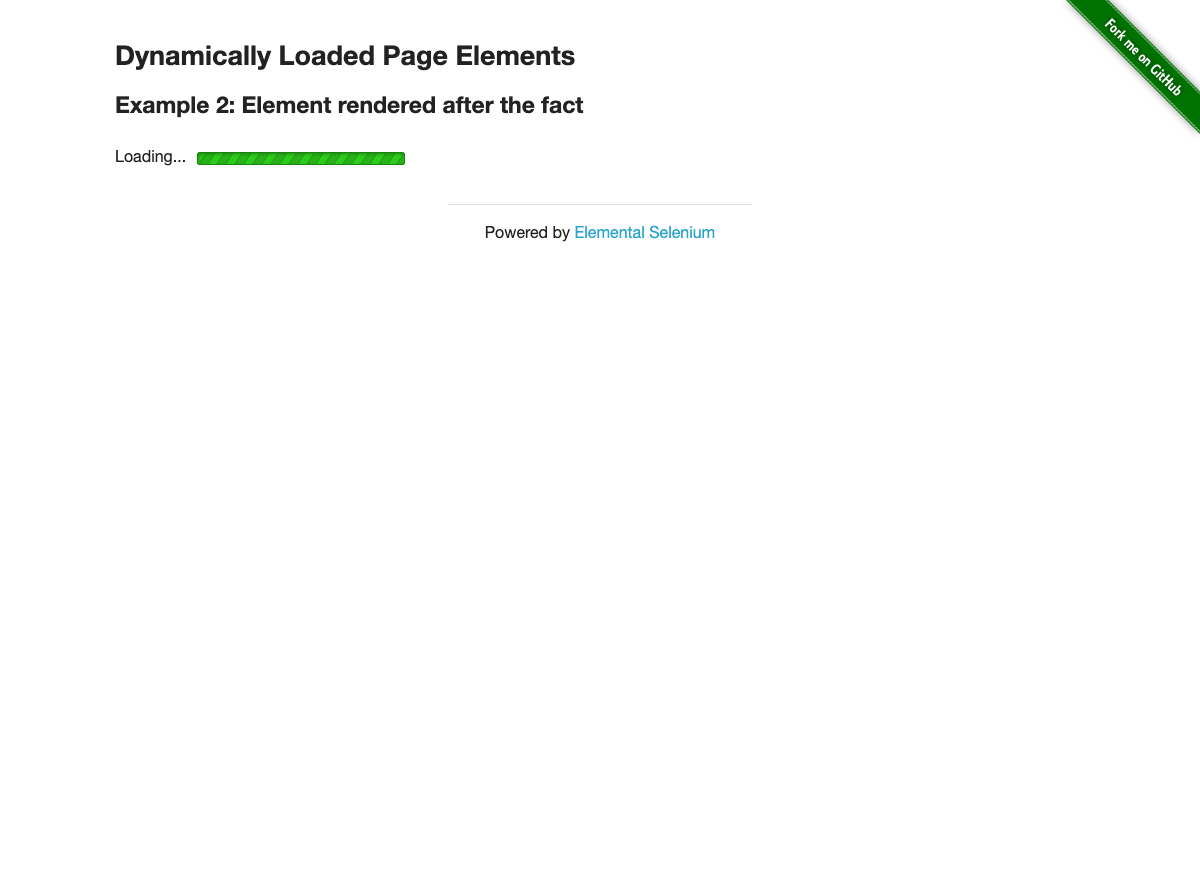 Dynamically Loaded Page Elements
Example 2: Element rendered after the fact
Loading...
Powered by Elemental Selenium
Fork me on GitHub